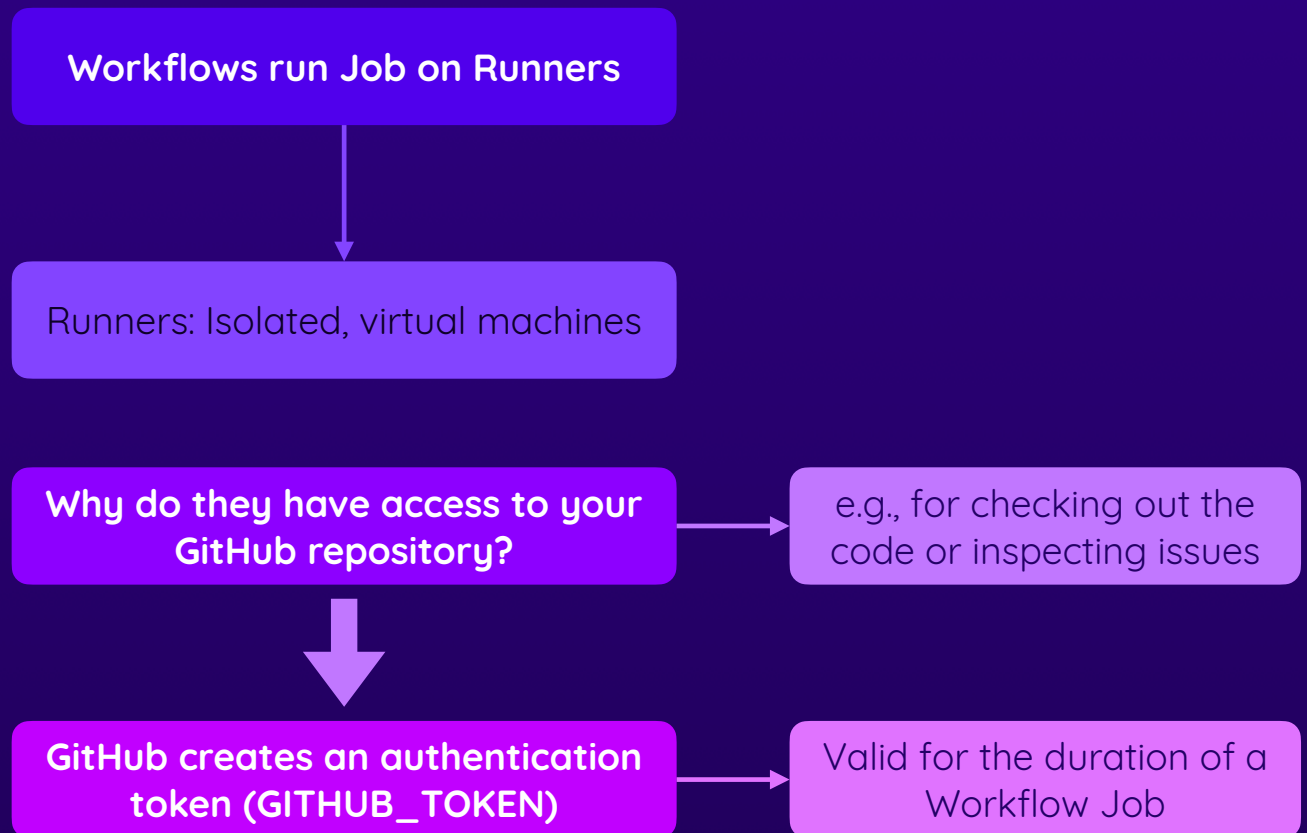 Workflows run Job on Runners
Runners: Isolated, virtual machines
Why do they have access to your
GitHub repository?
e.g., for checking out the
code or inspecting issues
GitHub creates an authentication
token (GITHUB_TOKEN)
Valid for the duration of a
Workflow Job